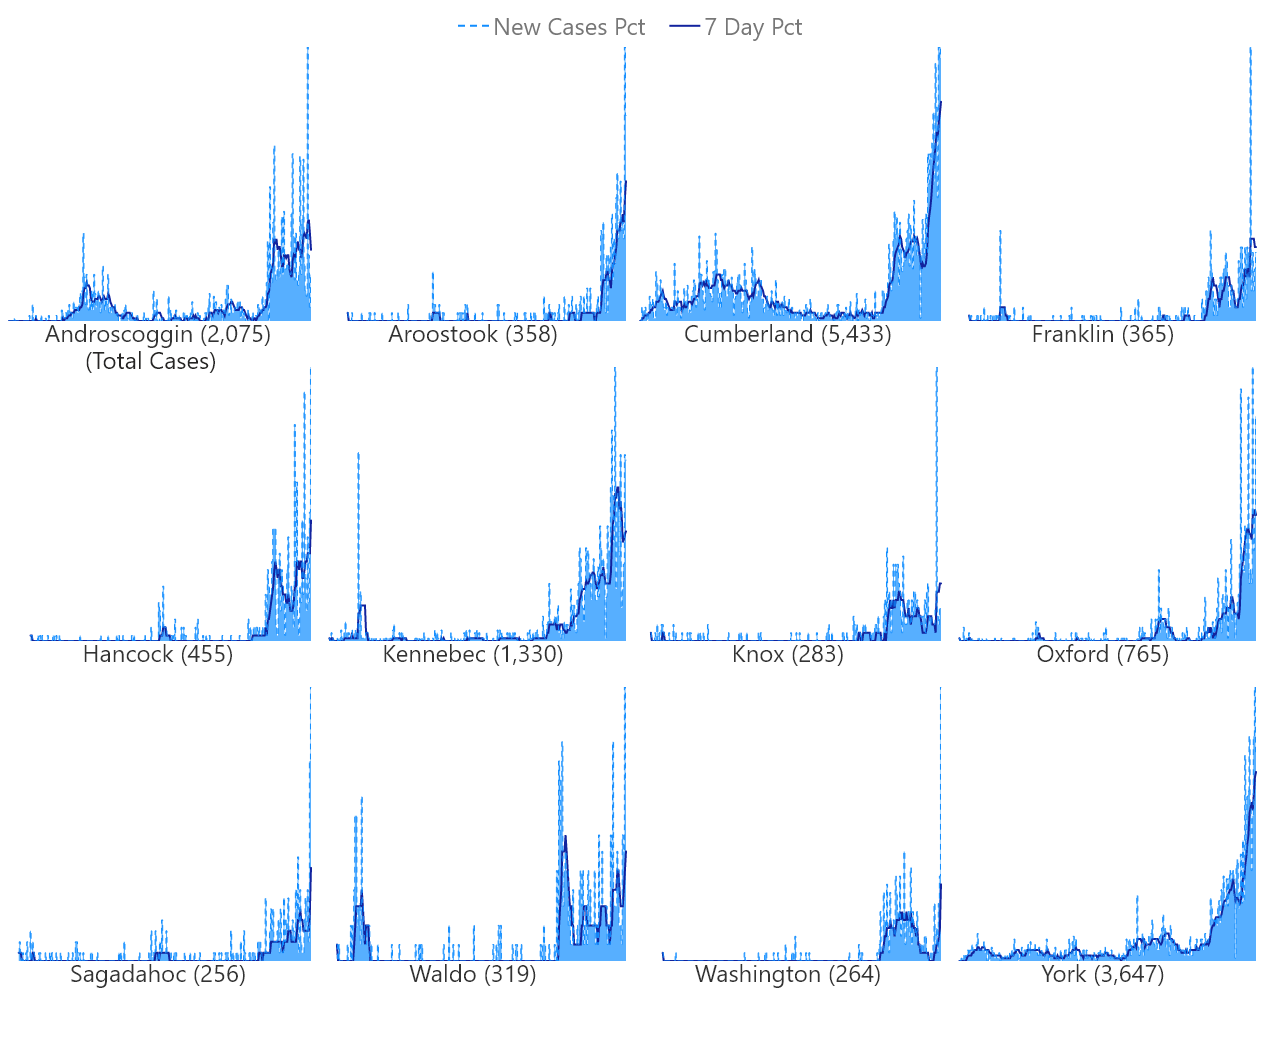 New Cases Pct 7 Day Pct
Androscoggin (2,075) Aroostook (358) Cumberland (5,433) Franklin (365)
(Total Cases)
Hancock (455) Kennebec (1,330) Knox (283) Oxford (765)
Sagadahoc (256) Waldo (319) Washington (264) York (3,647)